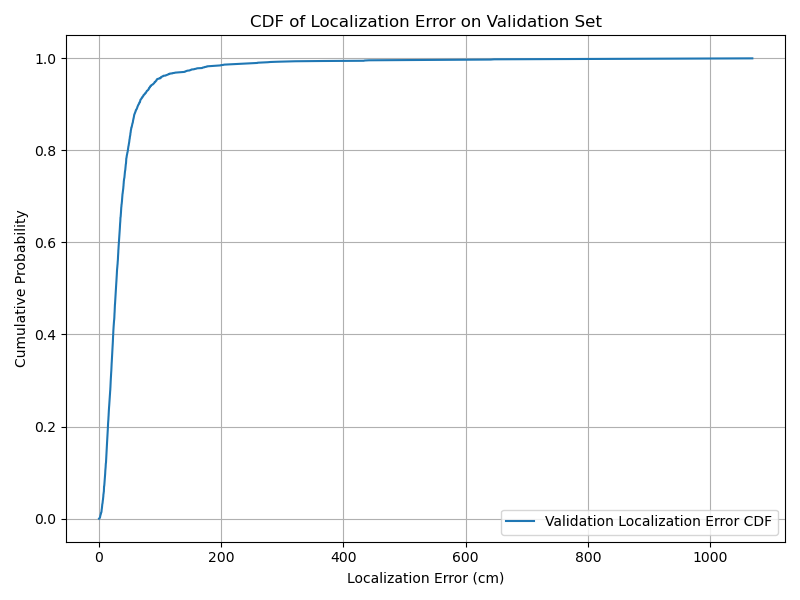 CDF of Localization Error on Validation Set
Cumulative Probability
1.0
0.8
0.6
0.4
0.2
0.0
0 200 400 600 800 1000
Localization Error (cm)
Validation Localization Error CDF